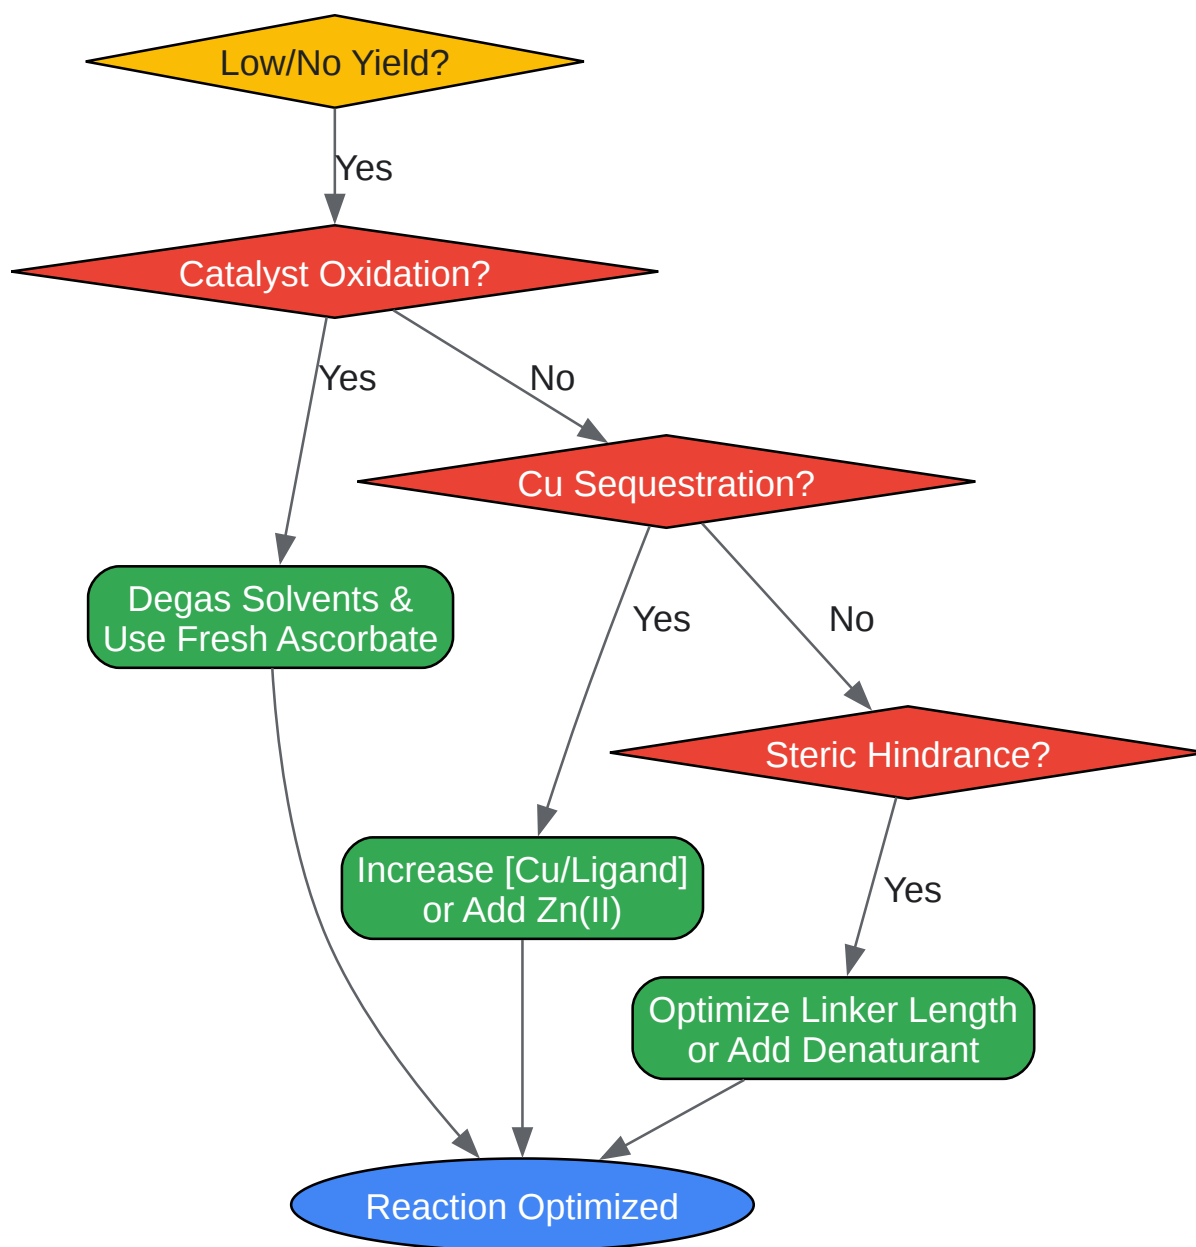 Low/No Yield?
Yes
Catalyst Oxidation?
Yes
No
Cu Sequestration?
Degas Solvents &
Use Fresh Ascorbate
Yes
No
Steric Hindrance?
Increase [Cu/Ligand]
or Add Zn(II)
Yes
Optimize Linker Length
or Add Denaturant
Reaction Optimized